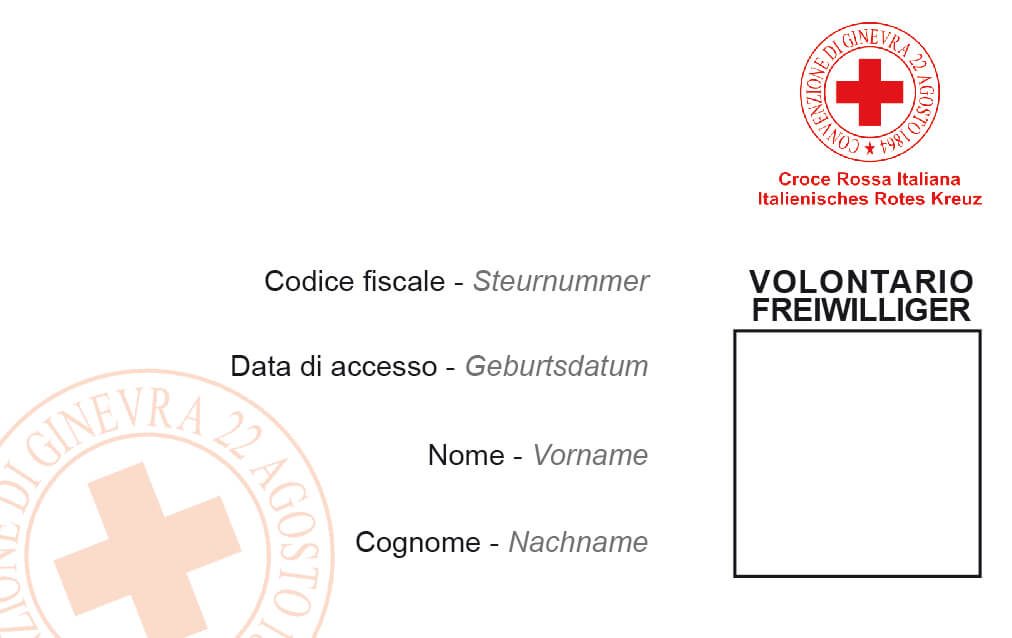 CONVENZIONE DI GINEVRA 22 AGOSTO 1864
Croce Rossa Italiana
Italienisches Rotes Kreuz
Codice fiscale - Steurnummer
VOLONTARIO
FREIWILLIGER
Data di accesso - Geburtsdatum
Nome - Vorname
Cognome - Nachname
DI GINEVRA 22 AGOSTO